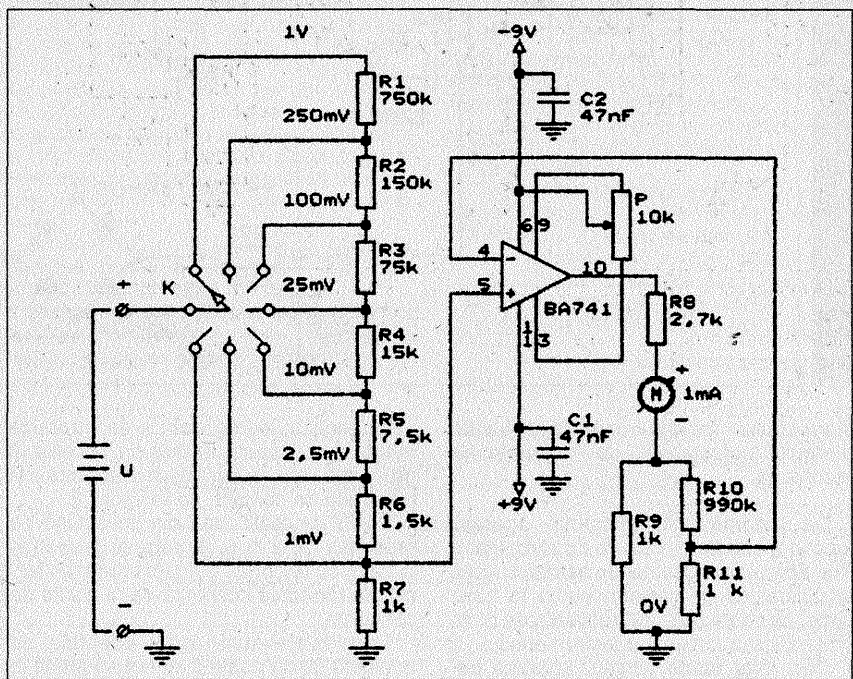 1V
-9V
R1
750k
C2
47nF
250mV
R2
150k
P
10k
100mV
6 9
4
-
R3
75k
10
+
K
25mV
5
+
BA741
R8
2,7k
R4
15k
1
13
10mV
+
M
1mA
-
R5
7,5k
C1
47nF
U
2,5mV
R10
990k
+9V
R6
1,5k
R9
1k
1mV
R11
1 k
R7
1k
-
0V